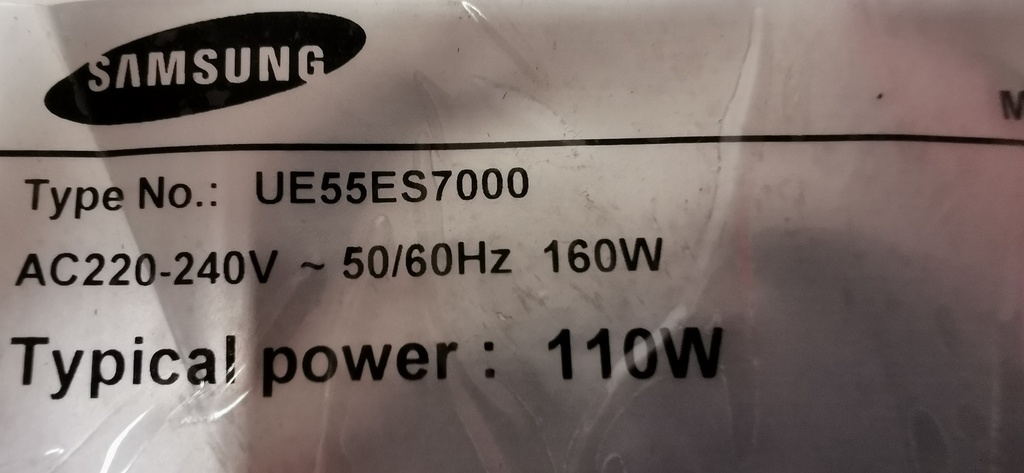 SAMSUNG
M
Type No.: UE55ES7000
AC220-240V ~ 50/60Hz 160W
Typical power : 110W